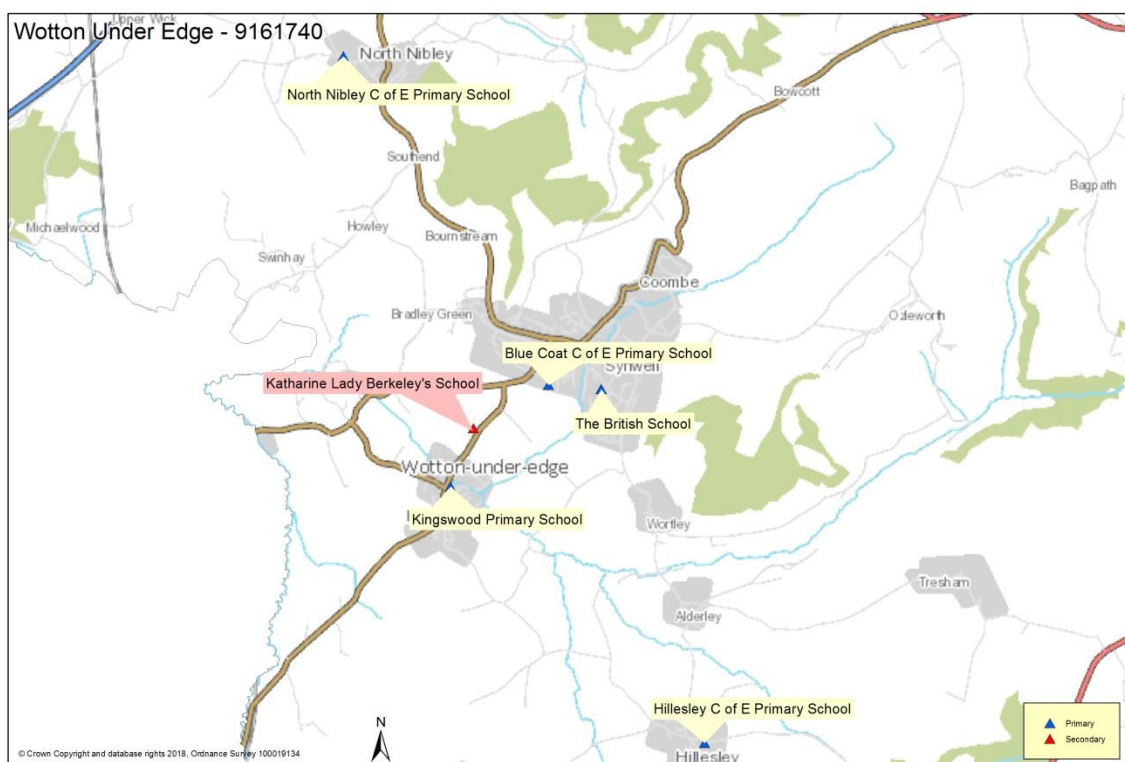 Wotton Under Edge - 9161740
Upper Wick
North Nibley
North Nibley C of E Primary School
Bowcott
Southend
Bagpath
Michaelwood
Howley
Bournstream
Swinhay
Coombe
Bradley Green
Ozleworth
Blue Coat C of E Primary School
Synwell
Katharine Lady Berkeley's School
The British School
Wotton-under-edge
Kingswood Primary School
Wortley
Tresham
Alderley
Hillesley C of E Primary School
Hillesley
N
Primary
Secondary
© Crown Copyright and database rights 2018, Ordnance Survey 100019134